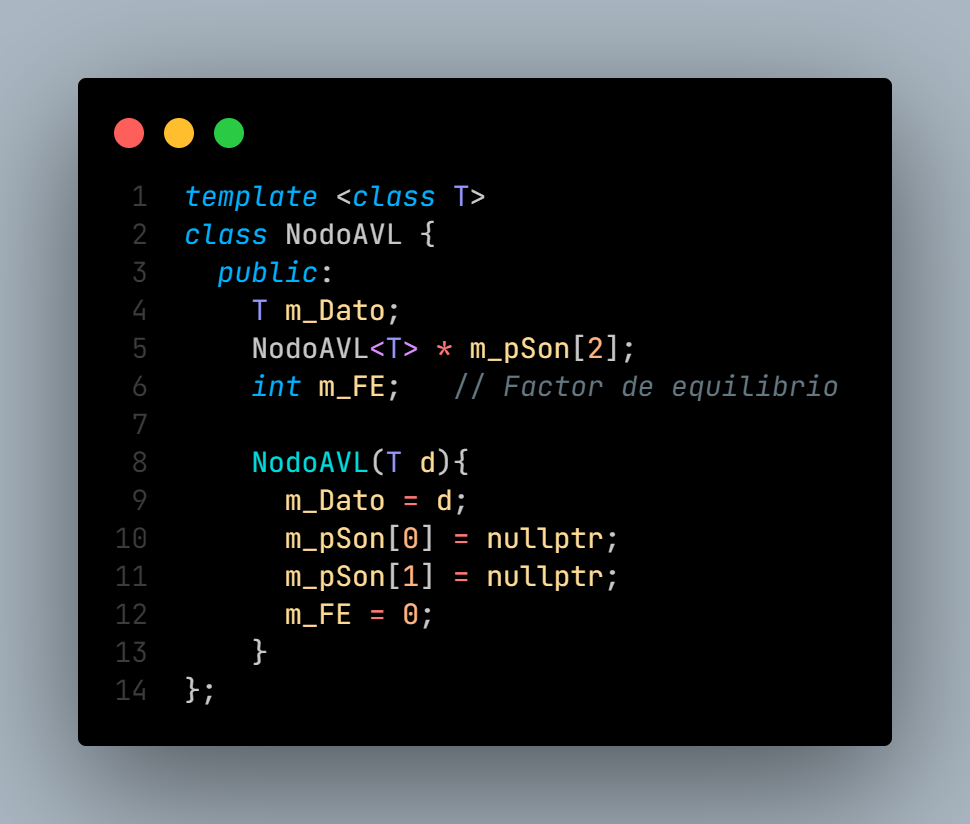 1 template <class T>
2 class NodoAVL {
3   public:
4     T m_Dato;
5     NodoAVL<T> * m_pSon[2];
6     int m_FE;   // Factor de equilibrio
7
8     NodoAVL(T d){
9       m_Dato = d;
10       m_pSon[0] = nullptr;
11       m_pSon[1] = nullptr;
12       m_FE = 0;
13     }
14 };